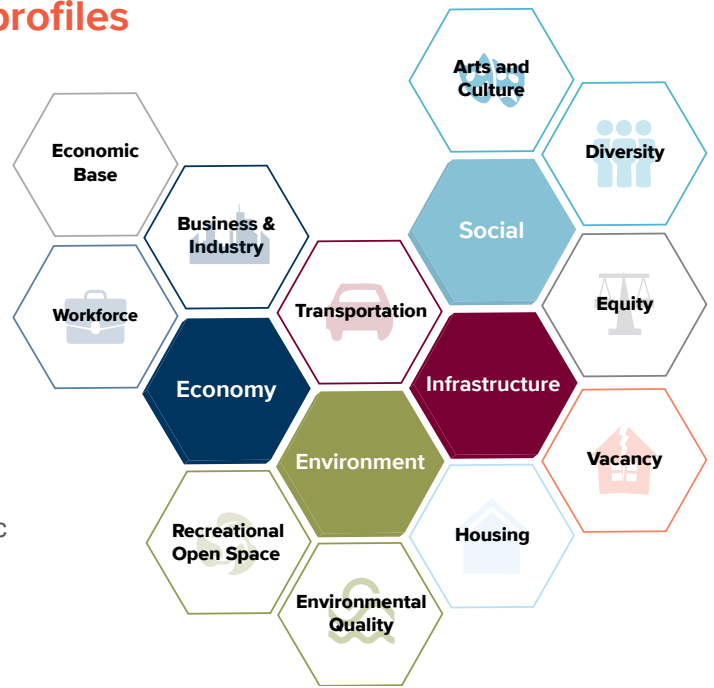 profiles
Arts and
Culture
Economic
Base
Diversity
Business &
Industry
Social
Workforce
Transportation
Equity
Economy
Infrastructure
Environment
Vacancy
c
Recreational
Open Space
Housing
Environmental
Quality